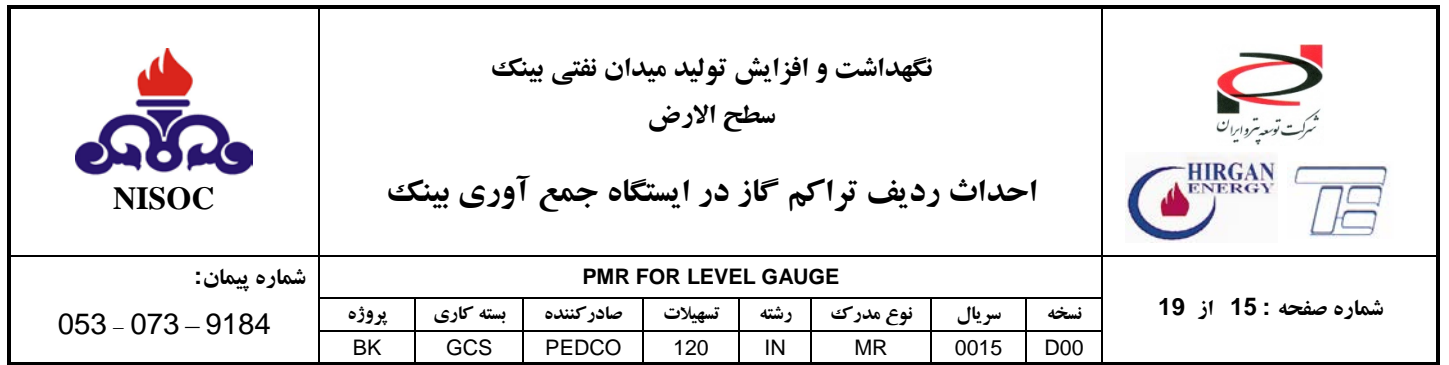 نگهداشت و افزایش تولید میدان نفتی بینک
سطح الارض
احداث ردیف تراکم گاز در ایستگاه جمع آوری بینک
NISOC
شرکت توسعه پتروایران
HIRGAN
ENERGY
شماره پیمان:
053 – 073 – 9184
PMR FOR LEVEL GAUGE
پروژه بسته کاری صادرکننده تسهیلات رشته نوع مدرک سریال نسخه
BK GCS PEDCO 120 IN MR 0015 D00
شماره صفحه : 15 از 19